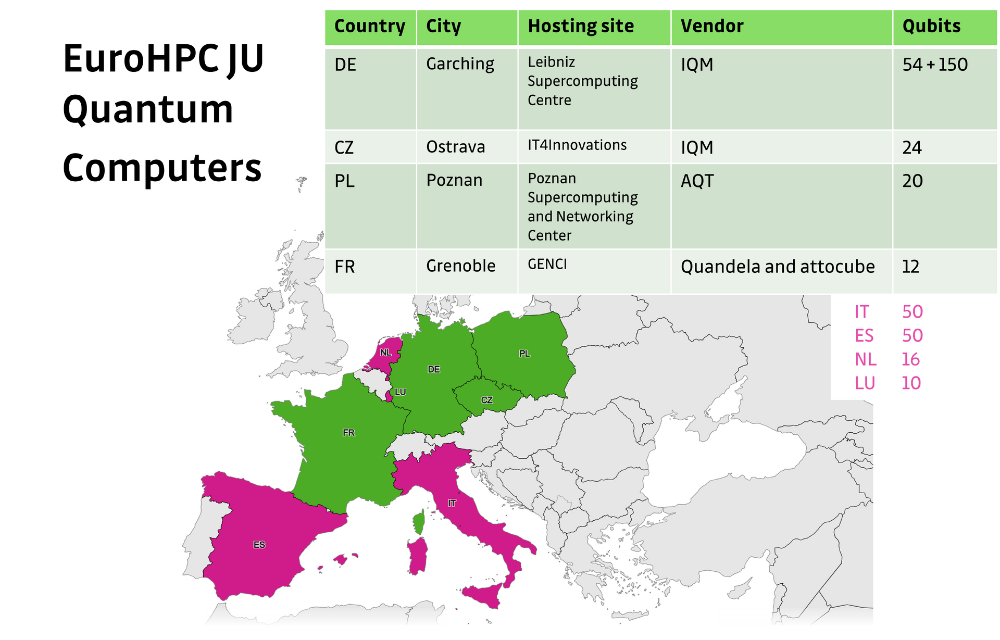 EuroHPC JU
Quantum
Computers
Country City Hosting site Vendor Qubits
DE Garching Leibniz IQM 54 + 150
Supercomputing
Centre
CZ Ostrava IT4Innovations IQM 24
PL Poznan Poznan AQT 20
Supercomputing
and Networking
Center
FR Grenoble GENCI Quandela and attocube 12
IT 50
ES 50
NL 16
LU 10
NL
PL
DE
LU
CZ
FR
IT
ES